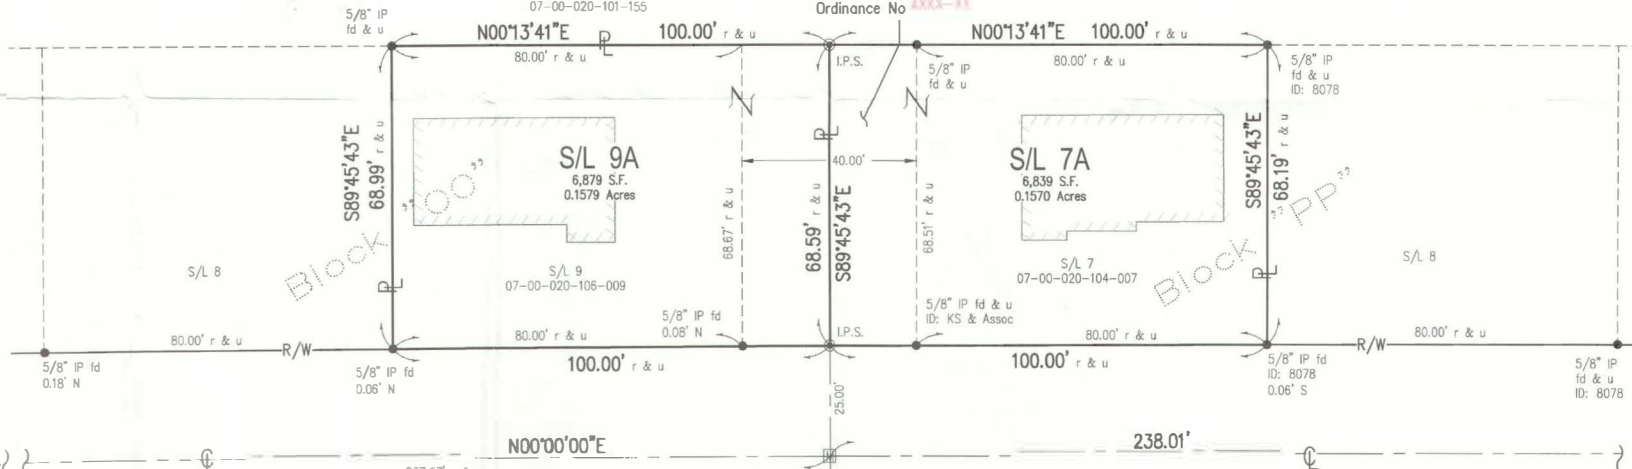 07-00-020-101-155
Ordinance No XXXX-XX
5/8" IP
fd & u
N00°13'41"E
100.00' r & u
N00°13'41"E
100.00' r & u
80.00' r & u
80.00' r & u
I.P.S.
5/8" IP
fd & u
5/8" IP
fd & u
ID: 8078
S89°45'43"E
68.99' r & u
S/L 9A
6,879 S.F.
0.1579 Acres
40.00'
S/L 7A
6,839 S.F.
0.1570 Acres
S89°45'43"E
68.19' r & u
Block "OO"
68.67' r & u
68.59'
S89°45'43"E
68.51' r & u
Block "PP"
S/L 8
S/L 9
07-00-020-106-009
S/L 7
07-00-020-104-007
S/L 8
5/8" IP fd
0.08' N
5/8" IP fd & u
ID: KS & Assoc
I.P.S.
80.00' r & u
R/W
80.00' r & u
80.00' r & u
R/W
80.00' r & u
5/8" IP fd
0.18' N
5/8" IP fd
0.06' N
100.00' r & u
100.00' r & u
5/8" IP fd
ID: 8078
0.06' S
5/8" IP
fd & u
ID: 8078
25.00'
N00°00'00"E
238.01'